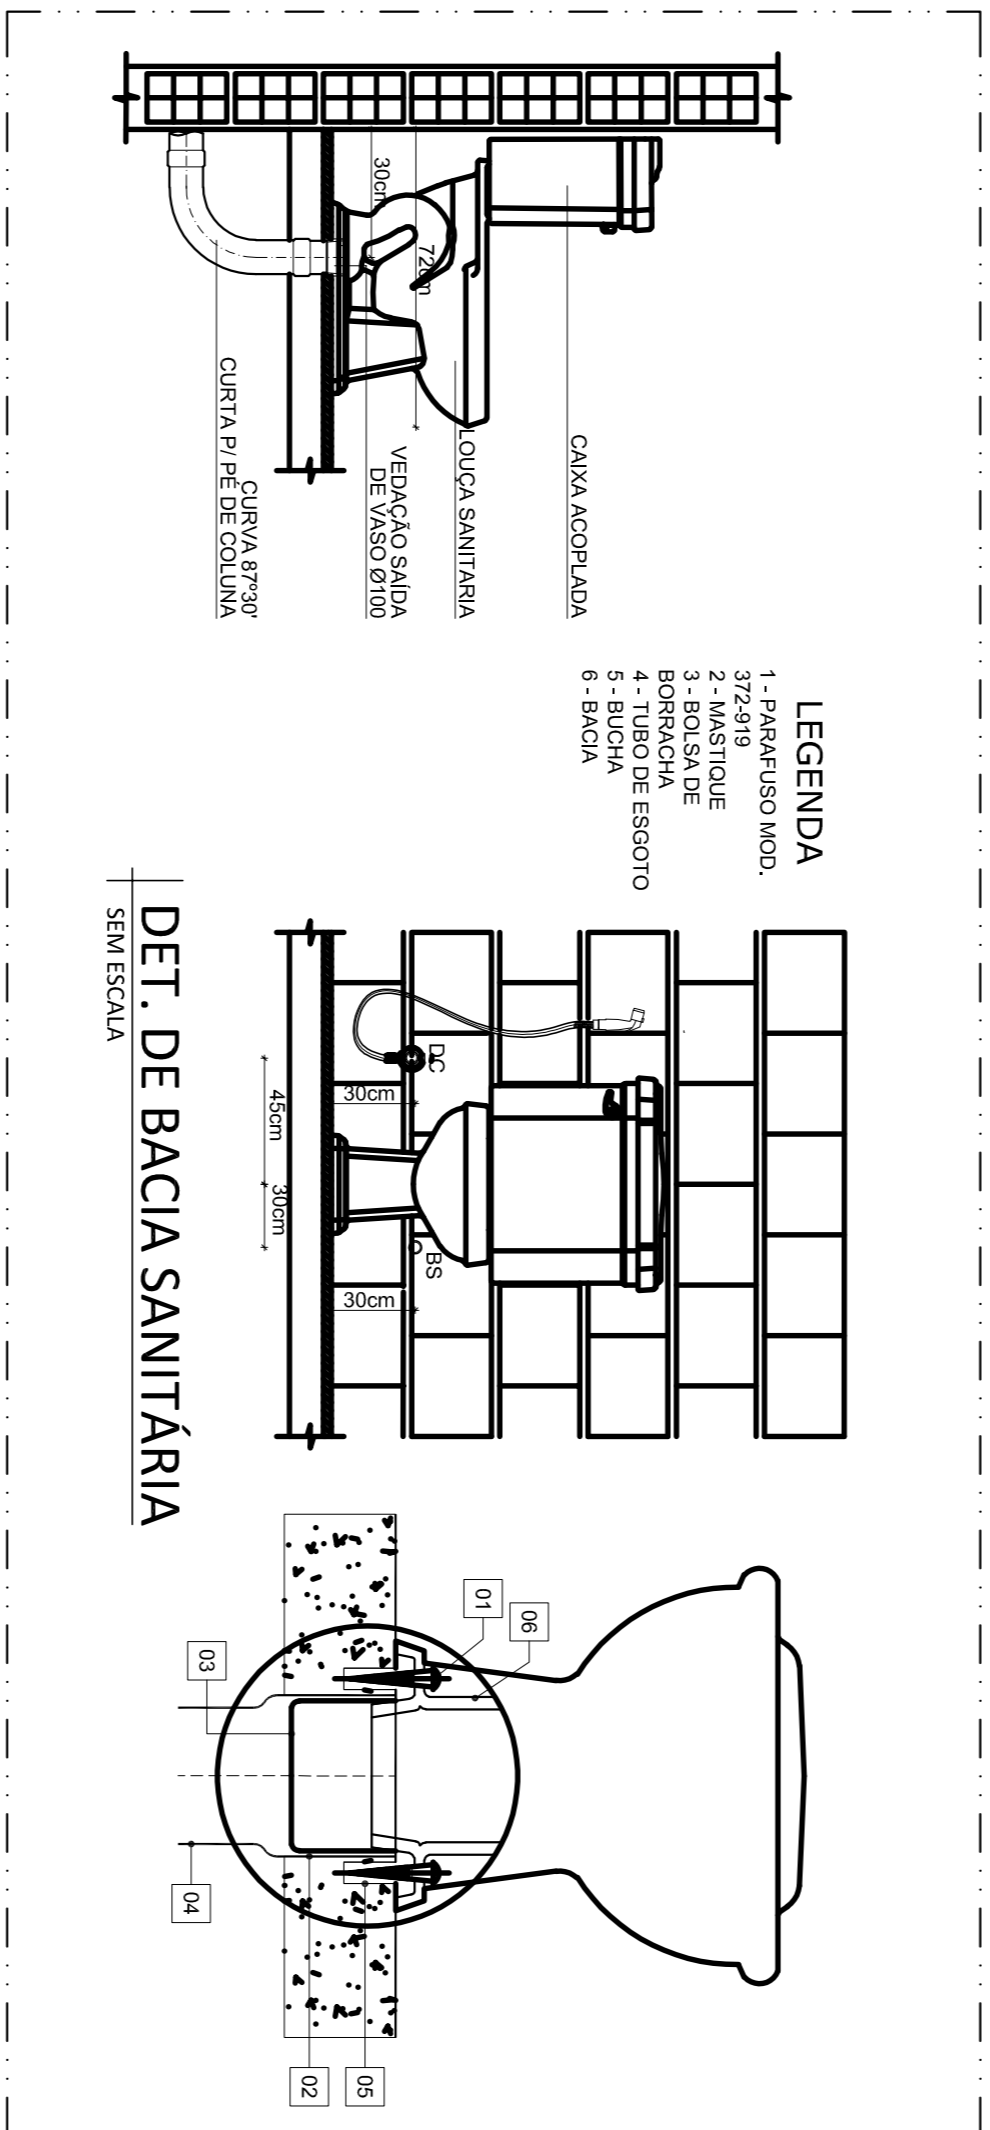 30cm
72cm
CAIXA ACOPLADA
LOUÇA SANITARIA
VEDAÇÃO SAÍDA
DE VASO Ø100
CURVA 87º30'
CURTA P/ PÉ DE COLUNA
LEGENDA
1 - PARAFUSO MOD.
372-919
2 - MASTIQUE
3 - BOLSA DE
BORRACHA
4 - TUBO DE ESGOTO
5 - BUCHA
6 - BACIA
DC
30cm
BS
30cm
45cm
30cm
01
06
03
04
02
05
DET. DE BACIA SANITÁRIA
SEM ESCALA